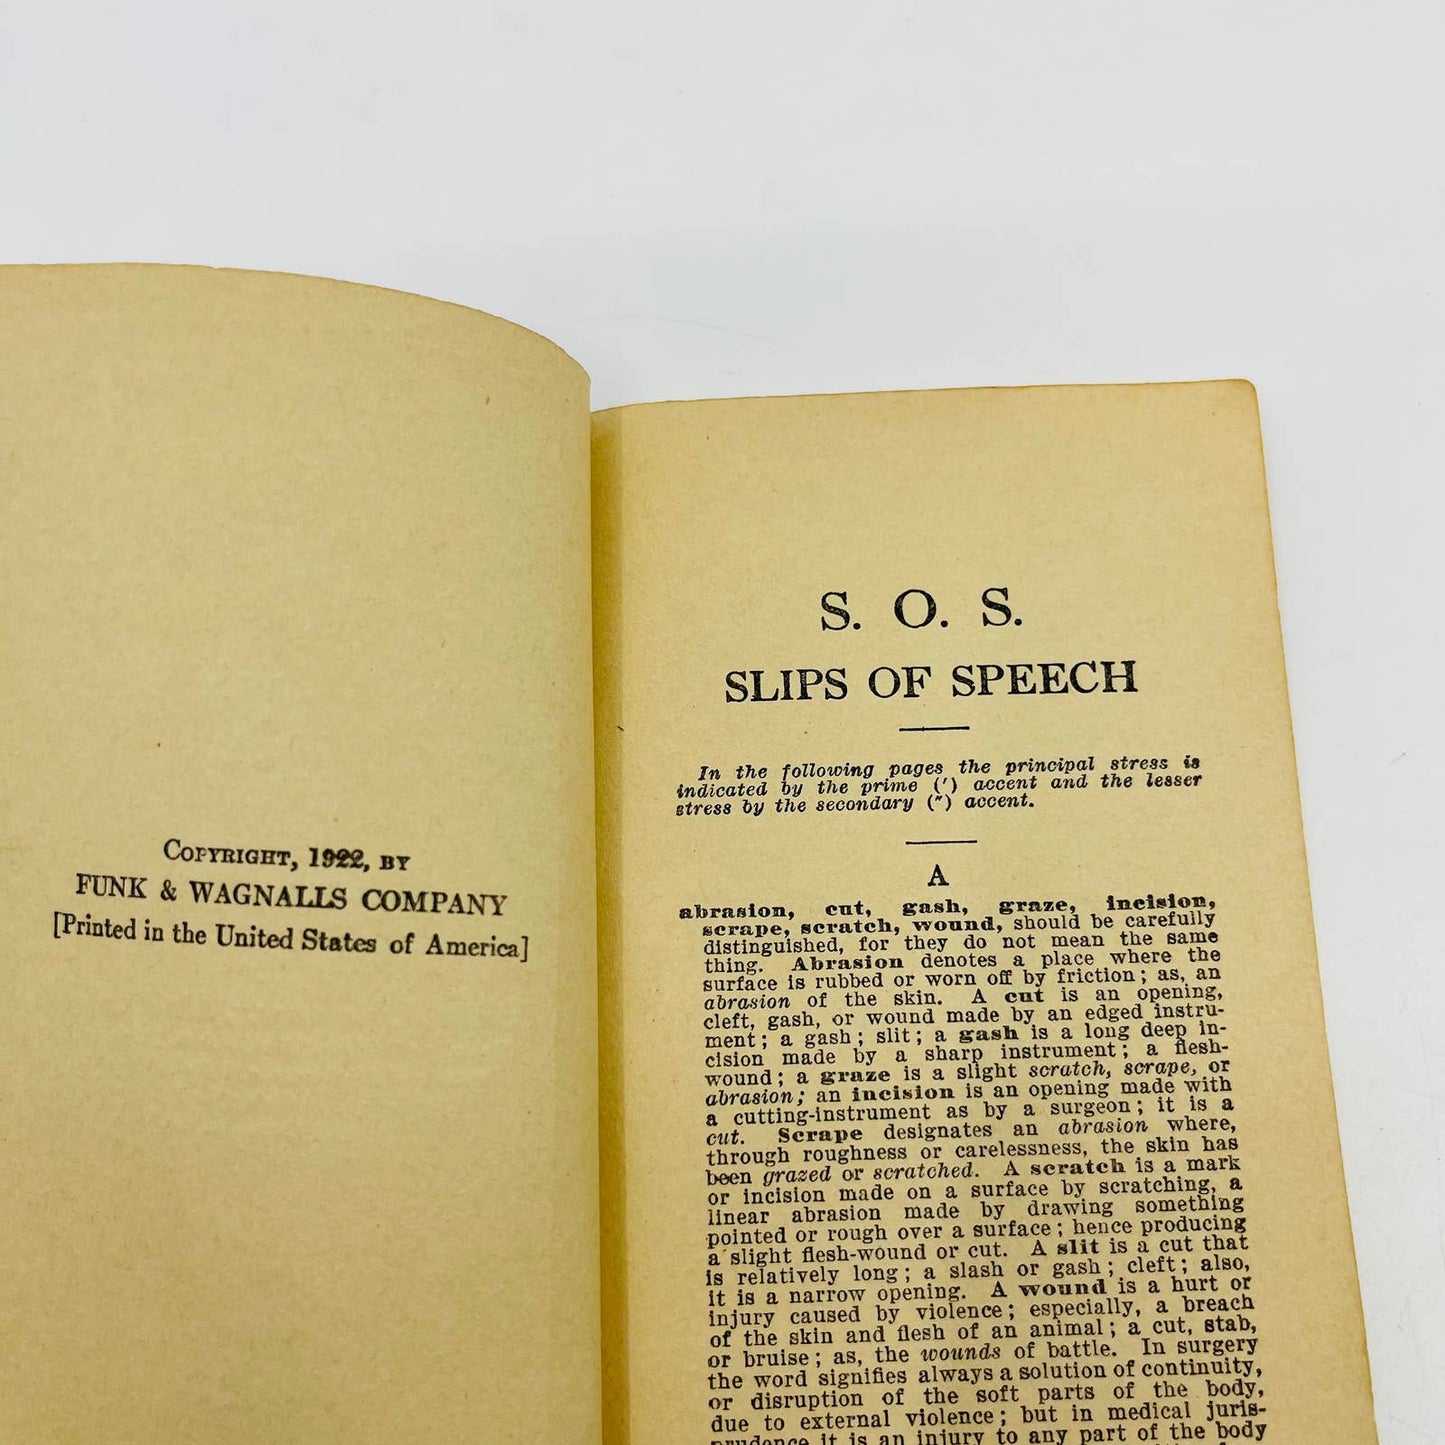 COPYRIGHT, 1922, BY
FUNK & WAGNALLS COMPANY
[Printed in the United States of America]
S. O. S.
SLIPS OF SPEECH
In the following pages the principal stress is
indicated by the prime (′) accent and the lesser
stress by the secondary (″) accent.
A
abrasion, cut, gash, graze, incision,
scrape, scratch, wound, should be carefully
distinguished, for they do not mean the same
thing. Abrasion denotes a place where the
surface is rubbed or worn off by friction; as, an
abrasion of the skin. A cut is an opening,
cleft, gash, or wound made by an edged instru-
ment; a gash; slit; a gash is a long deep in-
cision made by a sharp instrument; a flesh-
wound; a graze is a slight scratch, scrape, or
abrasion; an incision is an opening made with
a cutting-instrument as by a surgeon; it is a
cut. Scrape designates an abrasion where,
through roughness or carelessness, the skin has
been grazed or scratched. A scratch is a mark
or incision made on a surface by scratching, a
linear abrasion made by drawing something
pointed or rough over a surface; hence producing
a slight flesh-wound or cut. A slit is a cut that
is relatively long; a slash or gash; cleft; also,
it is a narrow opening. A wound is a hurt or
injury caused by violence; especially, a breach
of the skin and flesh of an animal; a cut, stab,
or bruise; as, the wounds of battle. In surgery
the word signifies always a solution of continuity,
or disruption of the soft parts of the body,
due to external violence; but in medical juris-
prudence it is an injury to any part of the body